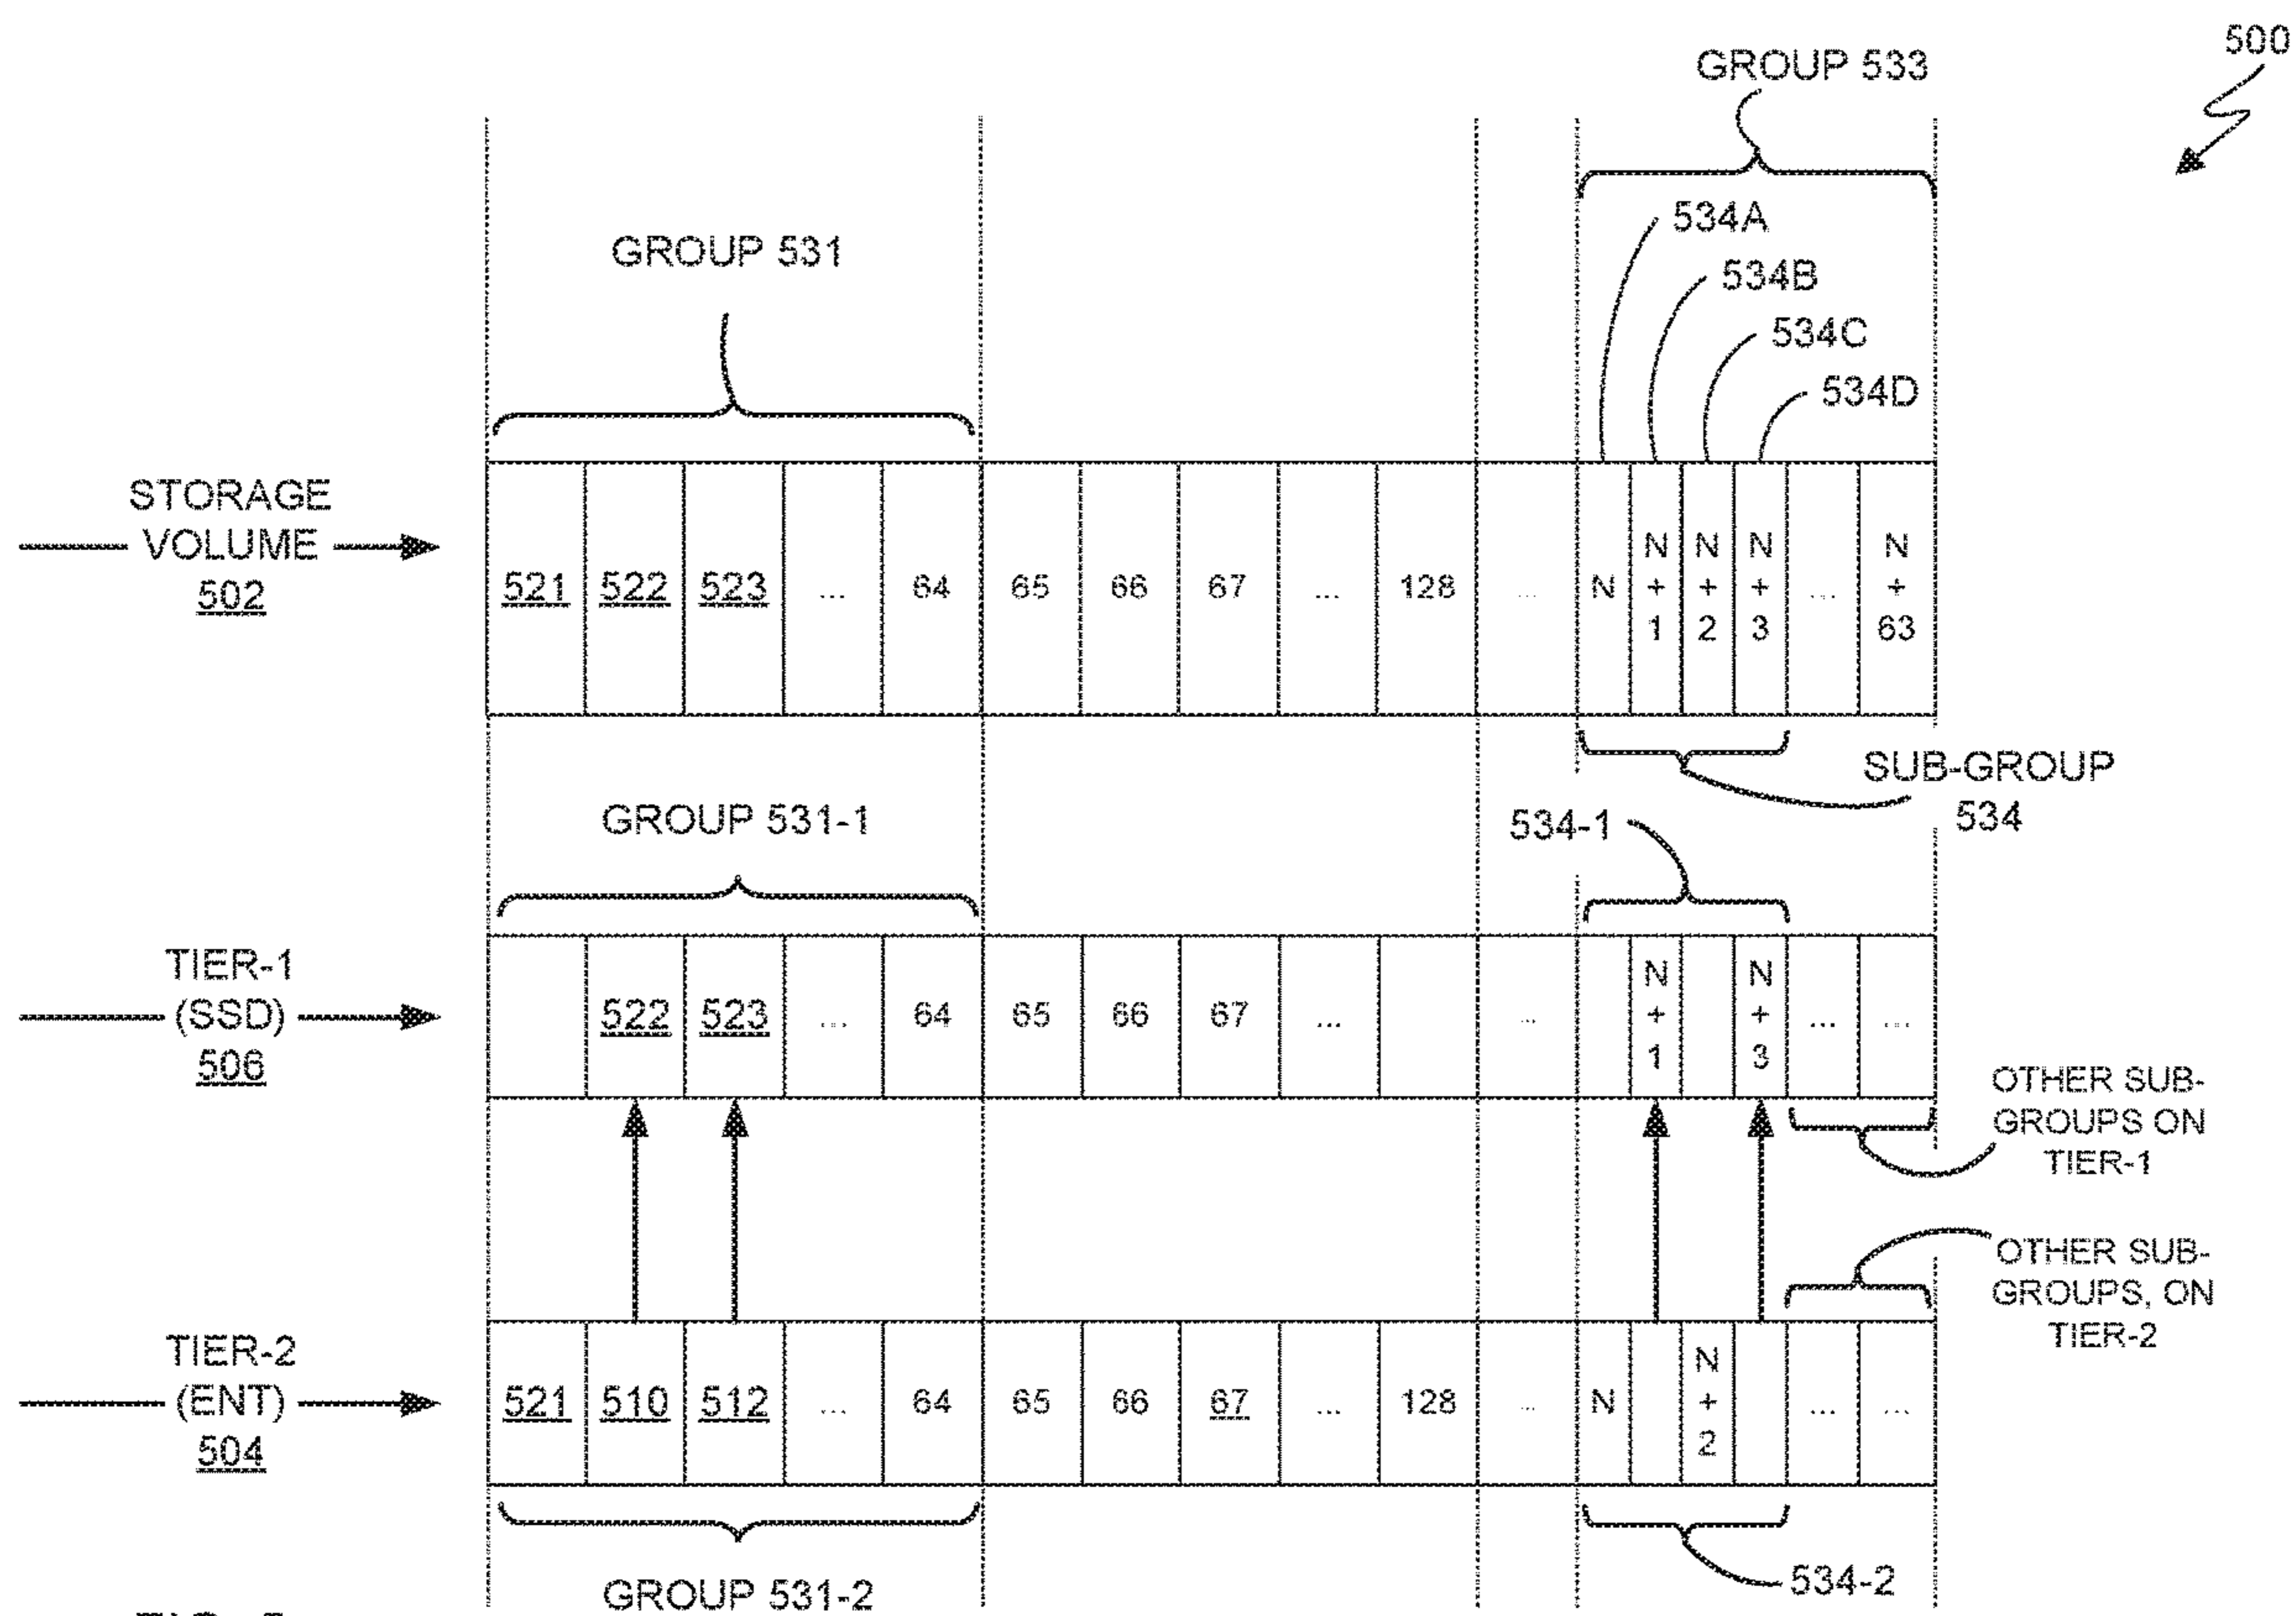 500
GROUP 533
534A
GROUP 531
534B
534C
534D
STORAGE
VOLUME
502
521 522 523 ... 64 65 66 67 ... 128 ... N N+1 N+2 N+3 ... N+63
SUB-GROUP
534
GROUP 531-1
534-1
TIER-1
(SSD)
506
522 523 ... 64 65 66 67 ... ... N+1 N+3 ... ...
OTHER SUB-
GROUPS ON
TIER-1
OTHER SUB-
GROUPS, ON
TIER-2
TIER-2
(ENT)
504
521 510 512 ... 64 65 66 67 ... 128 ... N N+2 ... ...
534-2
GROUP 531-2